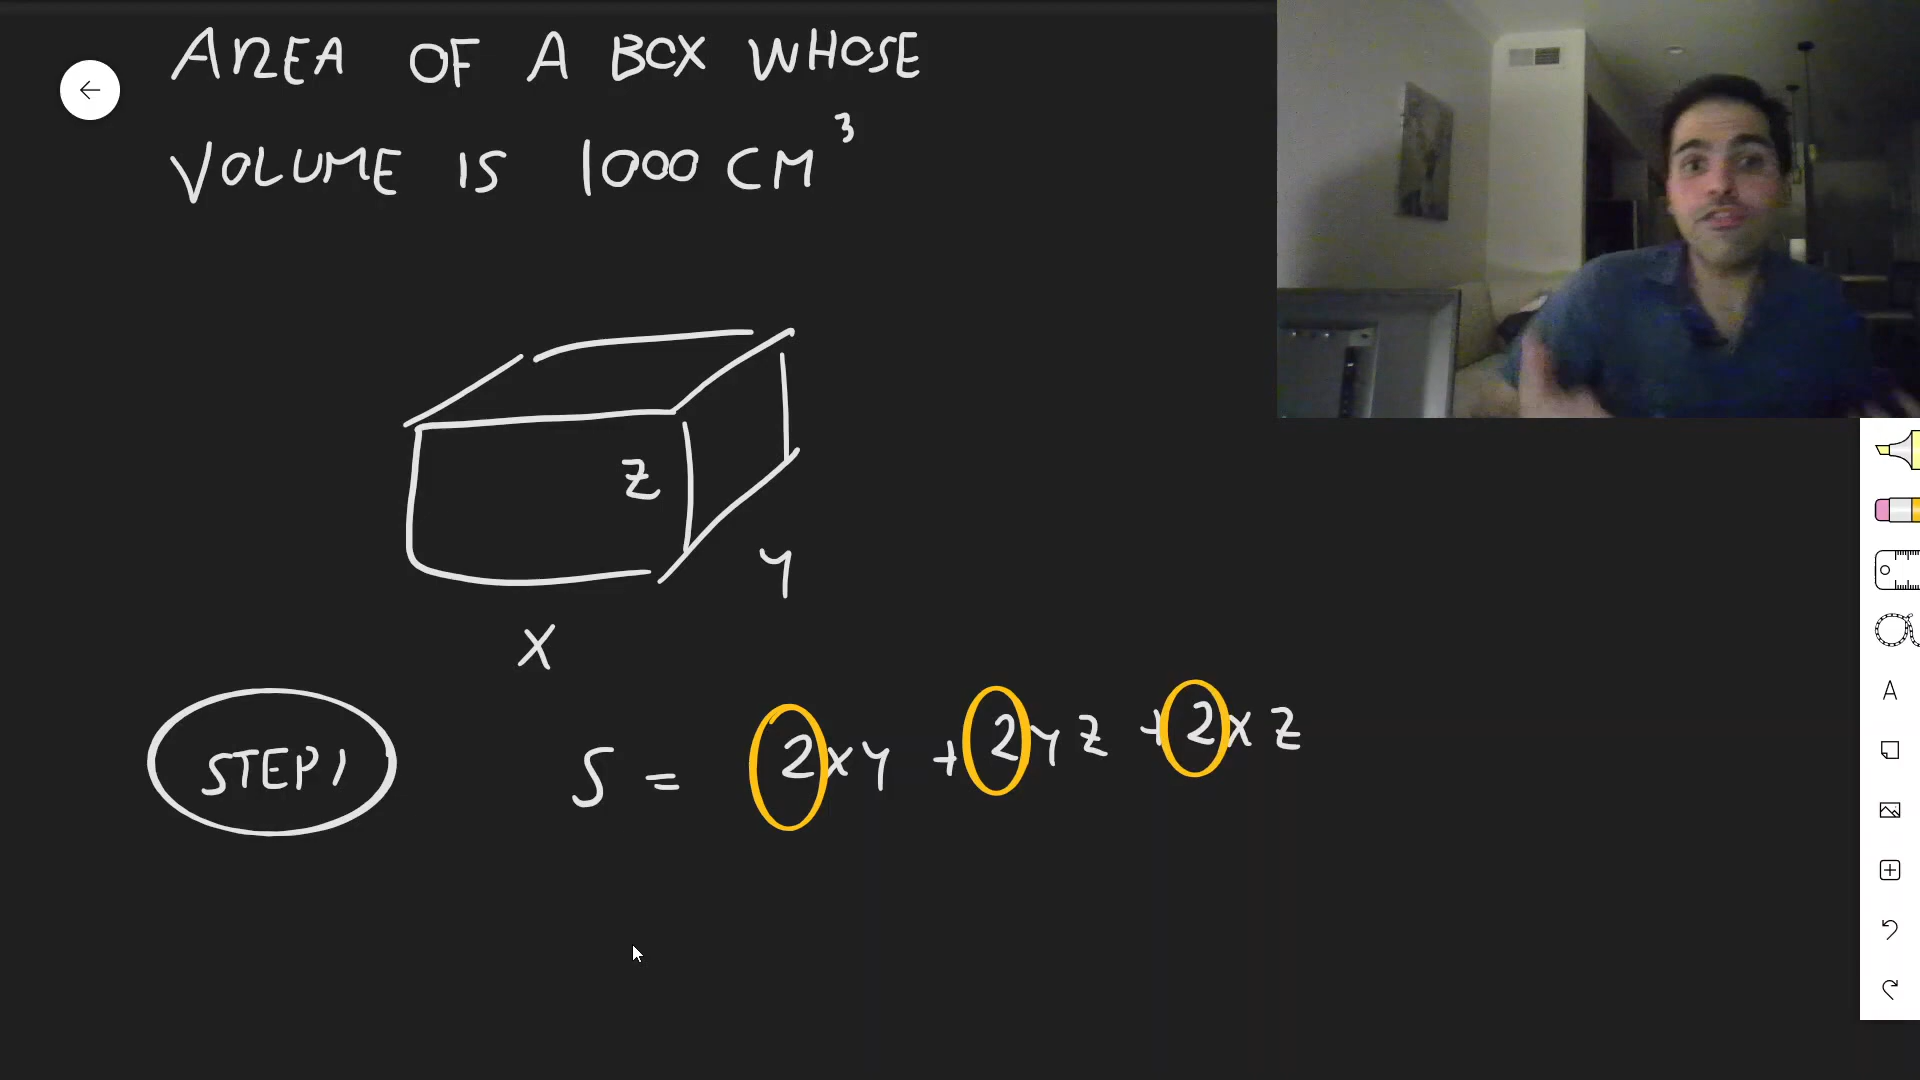 AREA OF A BOX WHOSE
VOLUME IS 1000 CM³
Z
Y
X
STEP 1
S = 2xy + 2yz + 2xz
A